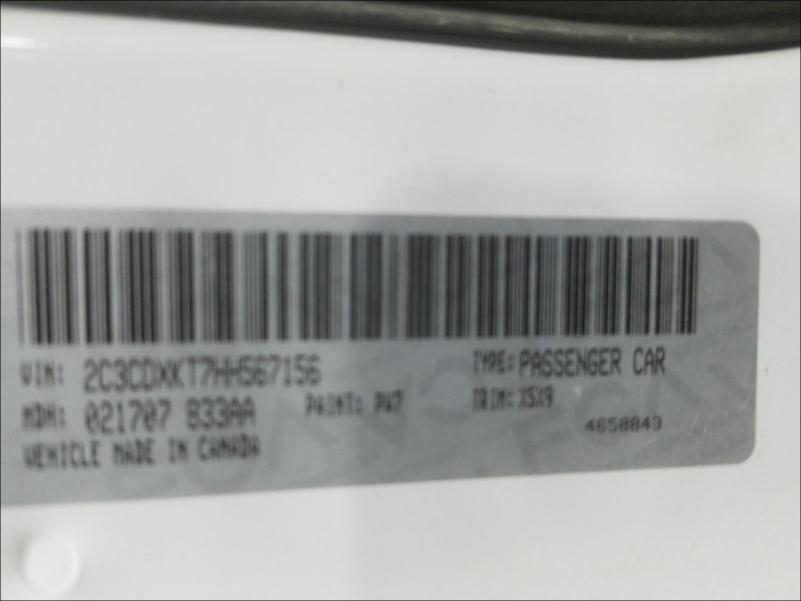 VIN: 2C3CDXKT7HH567156 TYPE: PASSENGER CAR
MDH: 021707 833AA PAINT: PW7 TRIM: X5X9
4658843
VEHICLE MADE IN CANADA